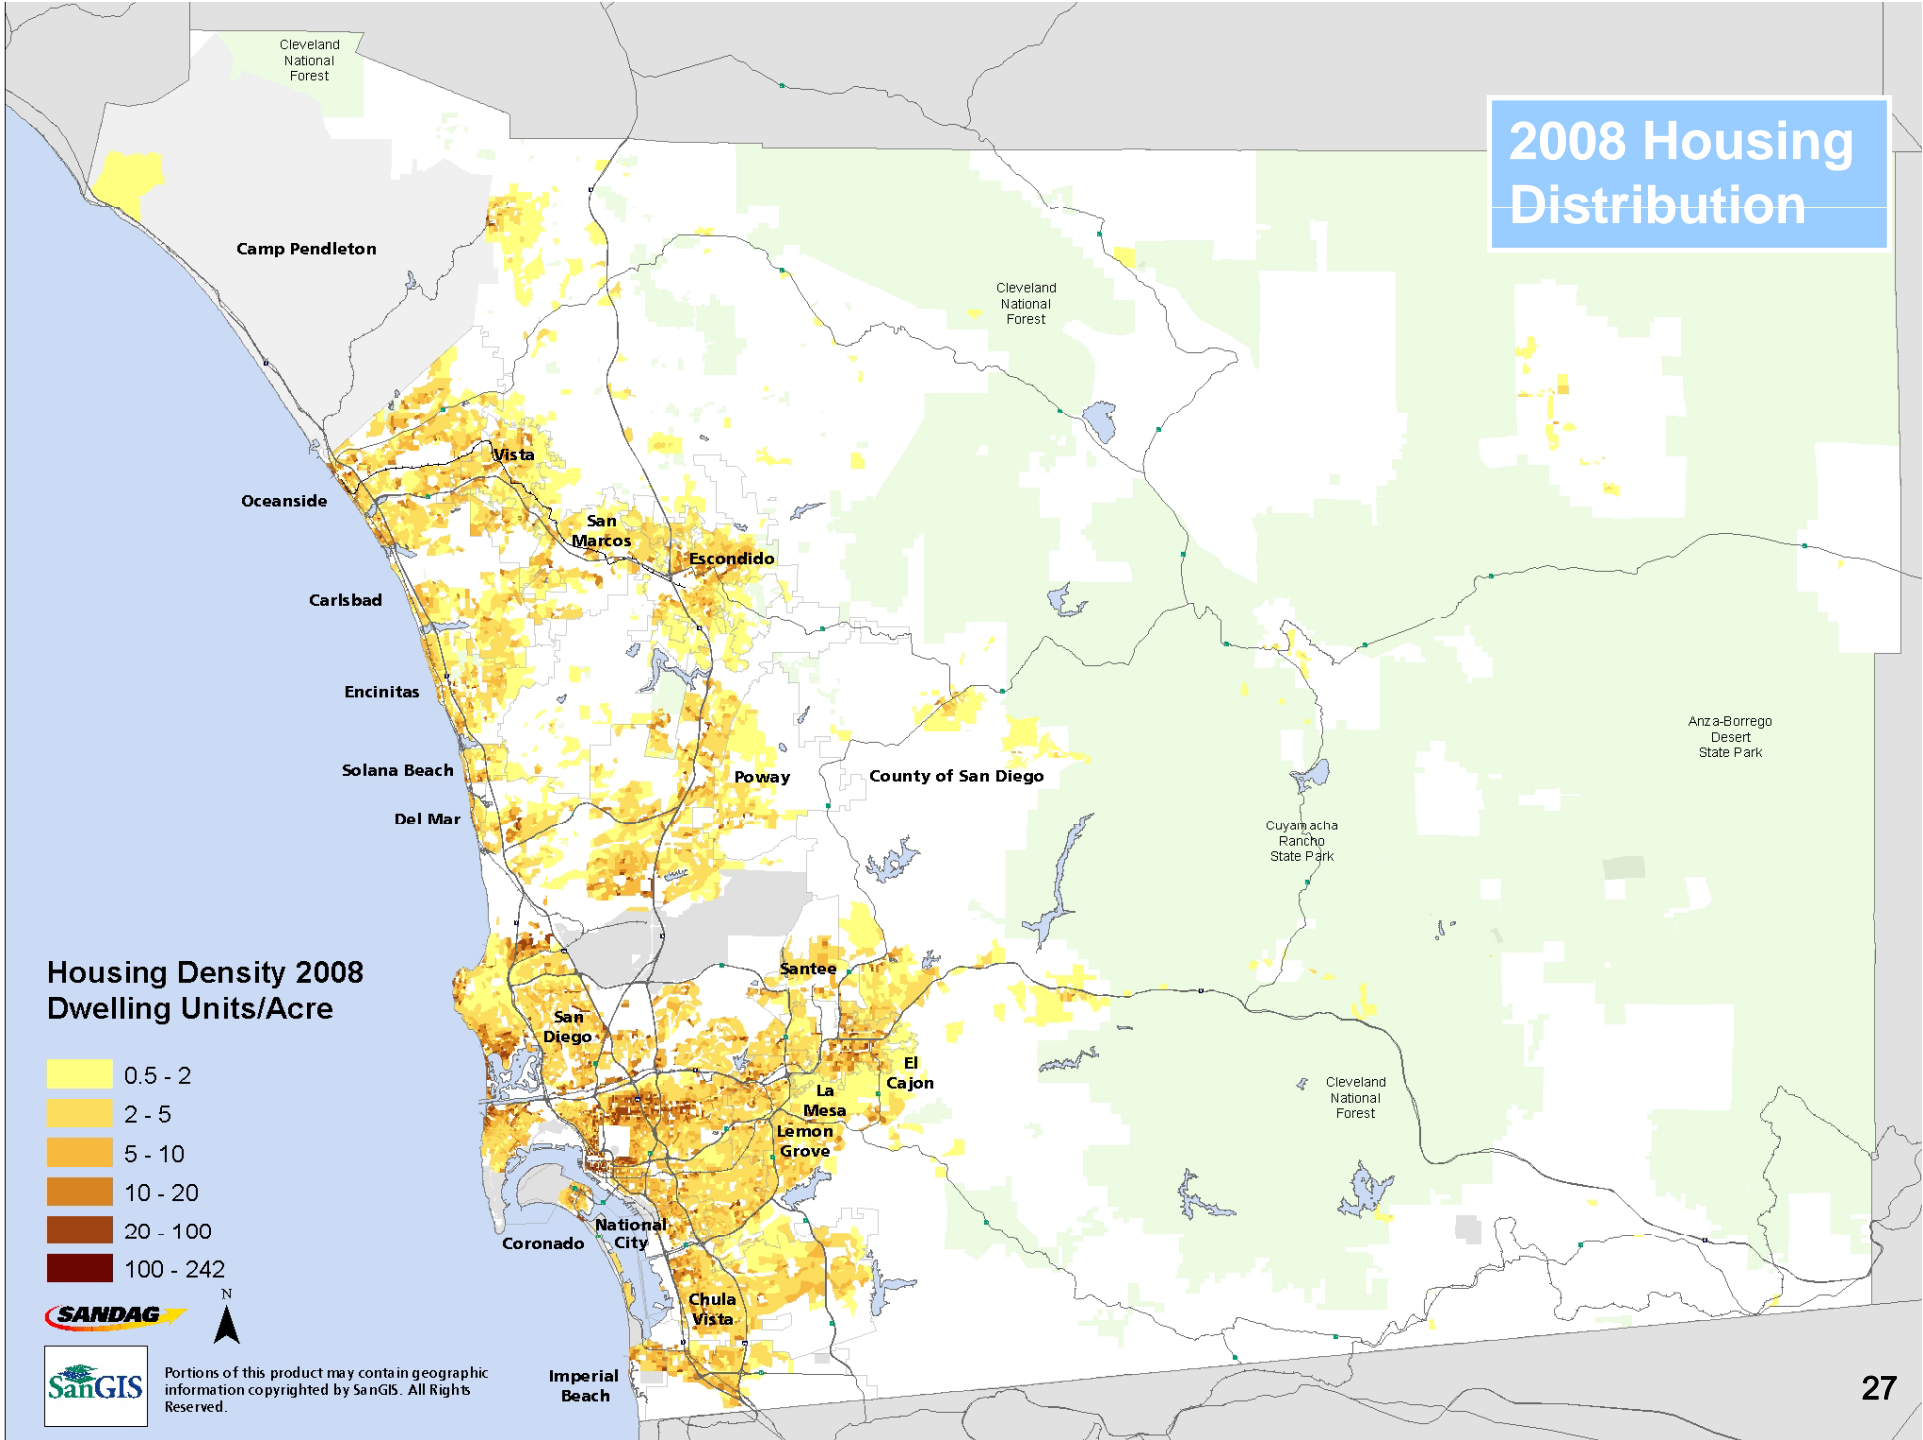 Cleveland
National
Forest
2008 Housing
Distribution
Camp Pendleton
Cleveland
National
Forest
Vista
Oceanside
San
Marcos
Escondido
Carlsbad
Encinitas
Anza-Borrego
Desert
State Park
Solana Beach
Poway
County of San Diego
Del Mar
Cuyamacha
Rancho
State Park
Housing Density 2008
Dwelling Units/Acre
Santee
San
Diego
El
Cajon
0.5 - 2
2 - 5
5 - 10
10 - 20
20 - 100
100 - 242
La
Mesa
Cleveland
National
Forest
Lemon
Grove
National
City
Coronado
Chula
Vista
N
SANDAG
SanGIS
Portions of this product may contain geographic
information copyrighted by SanGIS. All Rights
Reserved.
Imperial
Beach
27